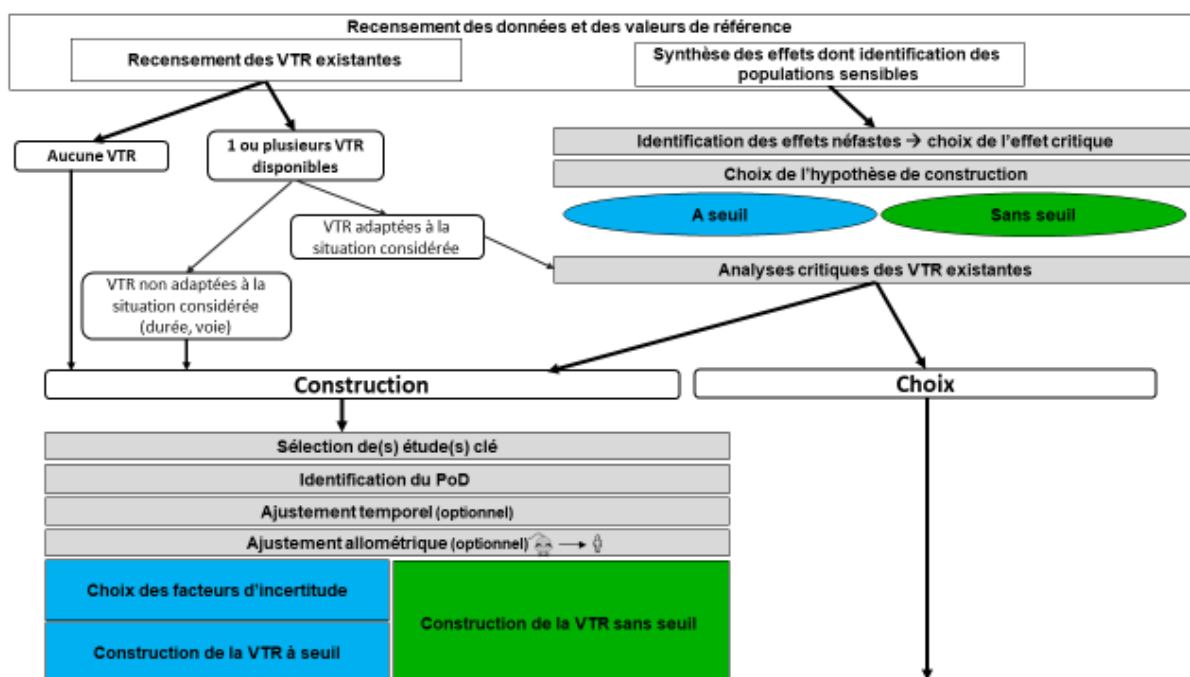 Recensement des données et des valeurs de référence
Recensement des VTR existantes
Synthèse des effets dont identification des
populations sensibles
Aucune VTR
1 ou plusieurs VTR
disponibles
Identification des effets néfastes → choix de l'effet critique
Choix de l'hypothèse de construction
A seuil
Sans seuil
VTR adaptées à la
situation considérée
Analyses critiques des VTR existantes
VTR non adaptées à la
situation considérée
(durée, voie)
Construction
Choix
Sélection de(s) étude(s) clé
Identification du PoD
Ajustement temporel (optionnel)
Ajustement allométrique (optionnel)
Choix des facteurs d'incertitude
Construction de la VTR sans seuil
Construction de la VTR à seuil